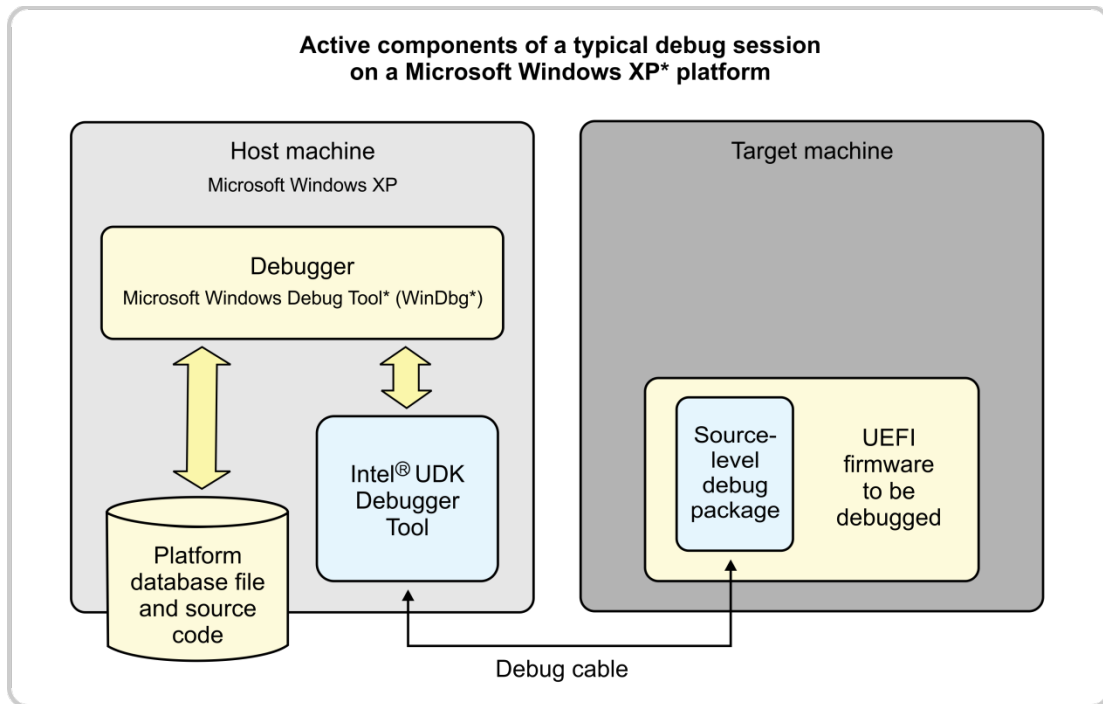 Active components of a typical debug session
on a Microsoft Windows XP* platform
Host machine
Microsoft Windows XP
Debugger
Microsoft Windows Debug Tool* (WinDbg*)
Intel® UDK
Debugger
Tool
Platform
database file
and source
code
Target machine
Source-
level
debug
package
UEFI
firmware
to be
debugged
Debug cable